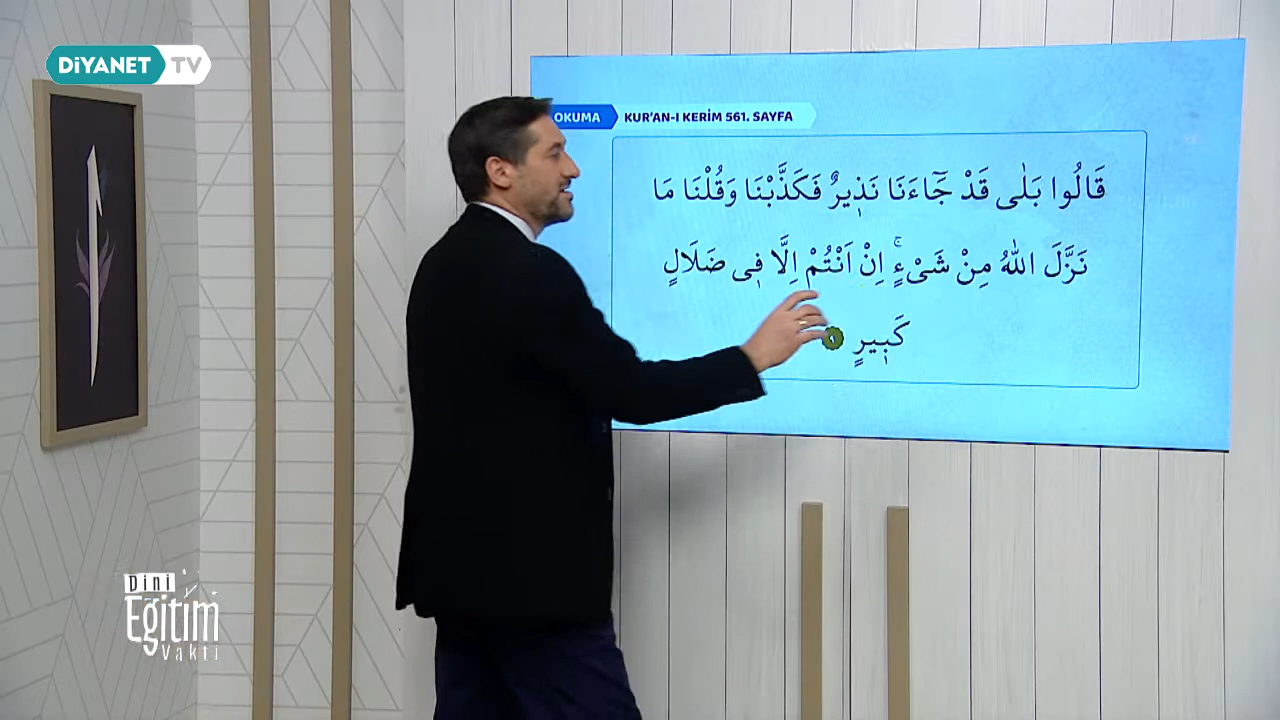 DİYANET TV
OKUMA KUR'AN-I KERİM 561. SAYFA
قَالُوا بَلٰى قَدْ جَٓاءَنَا نَذ۪يرٌ فَكَذَّبْنَا وَقُلْنَا مَا
نَزَّلَ اللّٰهُ مِنْ شَىْءٍۚ اِنْ اَنْتُمْ اِلَّا ف۪ى ضَلَالٍ
كَب۪يرٍ ٩
Dini
Eğitim
Vakti